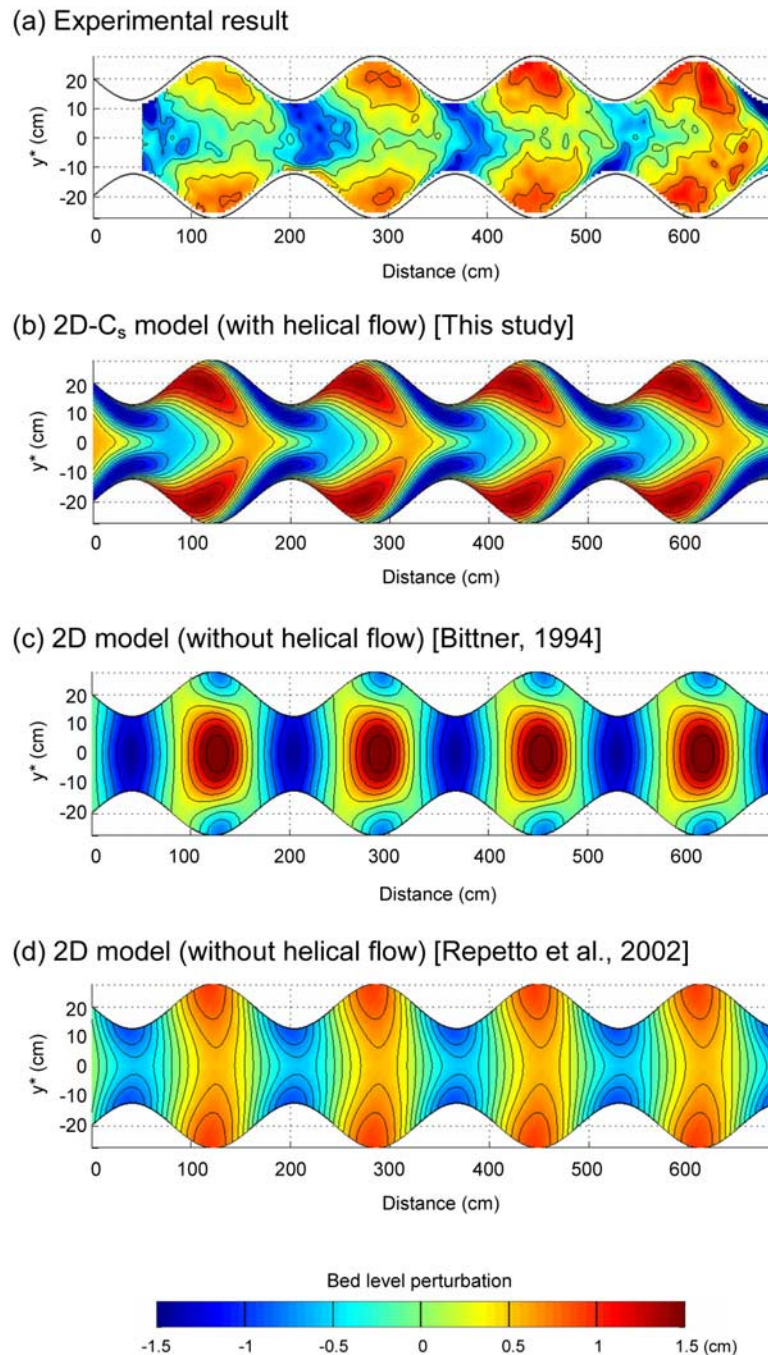 (a) Experimental result
y* (cm)
20
10
0
-10
-20
0 100 200 300 400 500 600
Distance (cm)
(b) 2D-Cs model (with helical flow) [This study]
y* (cm)
20
10
0
-10
-20
0 100 200 300 400 500 600
Distance (cm)
(c) 2D model (without helical flow) [Bittner, 1994]
y* (cm)
20
10
0
-10
-20
0 100 200 300 400 500 600
Distance (cm)
(d) 2D model (without helical flow) [Repetto et al., 2002]
y* (cm)
20
10
0
-10
-20
0 100 200 300 400 500 600
Distance (cm)
Bed level perturbation
-1.5 -1 -0.5 0 0.5 1 1.5 (cm)